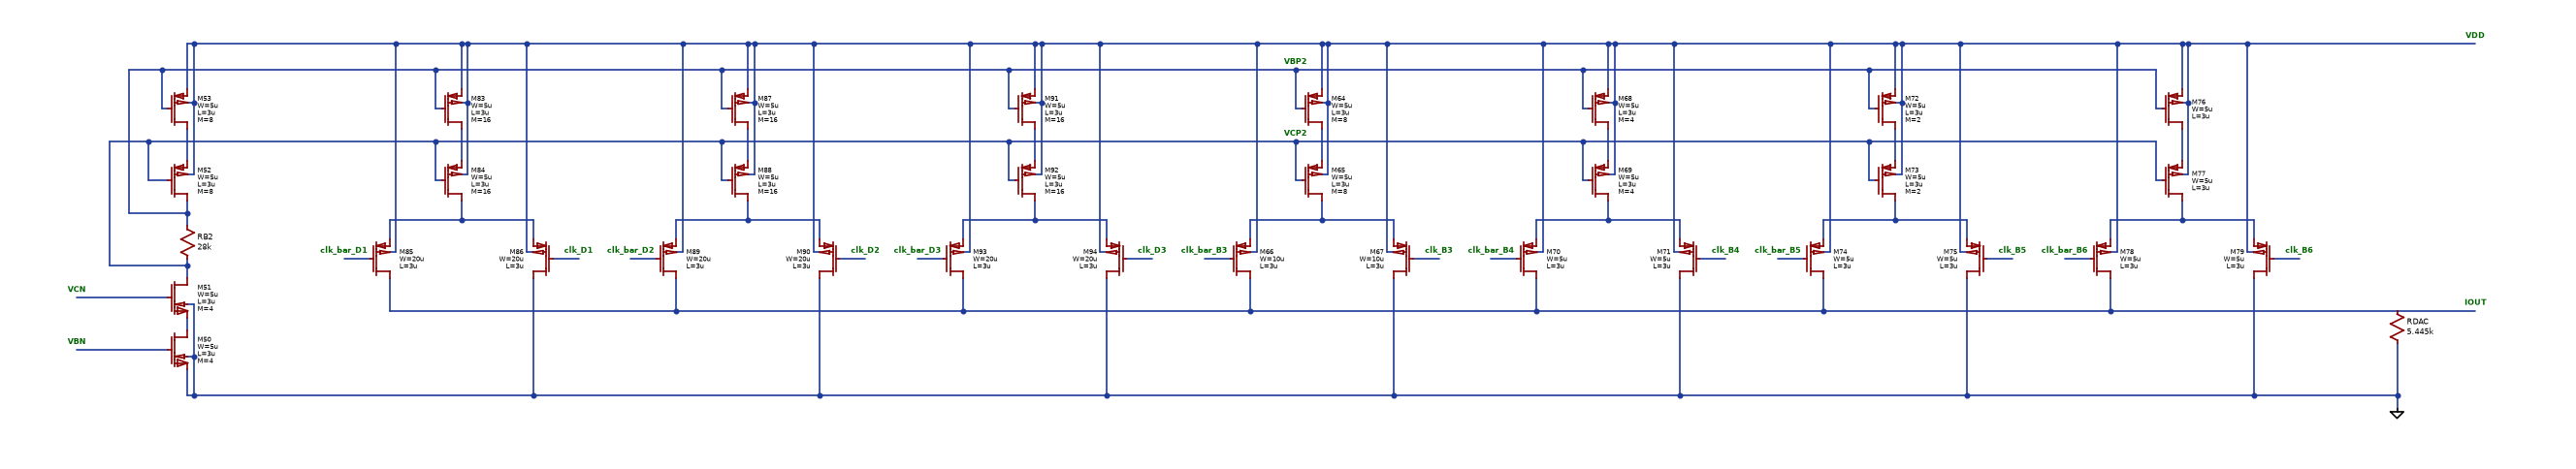 VDD
VBP2
M53
W=5u
L=3u
M=8
M83
W=5u
L=3u
M=16
M87
W=5u
L=3u
M=16
M91
W=5u
L=3u
M=16
M64
W=5u
L=3u
M=8
M68
W=5u
L=3u
M=4
M72
W=5u
L=3u
M=2
M76
W=5u
L=3u
VCP2
M52
W=5u
L=3u
M=8
M84
W=5u
L=3u
M=16
M88
W=5u
L=3u
M=16
M92
W=5u
L=3u
M=16
M65
W=5u
L=3u
M=8
M69
W=5u
L=3u
M=4
M73
W=5u
L=3u
M=2
M77
W=5u
L=3u
RB2
28k
clk_bar_D1
M85
W=20u
L=3u
M86
W=20u
L=3u
clk_D1
clk_bar_D2
M89
W=20u
L=3u
M90
W=20u
L=3u
clk_D2
clk_bar_D3
M93
W=20u
L=3u
M94
W=20u
L=3u
clk_D3
clk_bar_B3
M66
W=10u
L=3u
M67
W=10u
L=3u
clk_B3
clk_bar_B4
M70
W=5u
L=3u
M71
W=5u
L=3u
clk_B4
clk_bar_B5
M74
W=5u
L=3u
M75
W=5u
L=3u
clk_B5
clk_bar_B6
M78
W=5u
L=3u
M79
W=5u
L=3u
clk_B6
VCN
M51
W=5u
L=3u
M=4
IOUT
RDAC
5.445k
VBN
M50
W=5u
L=3u
M=4